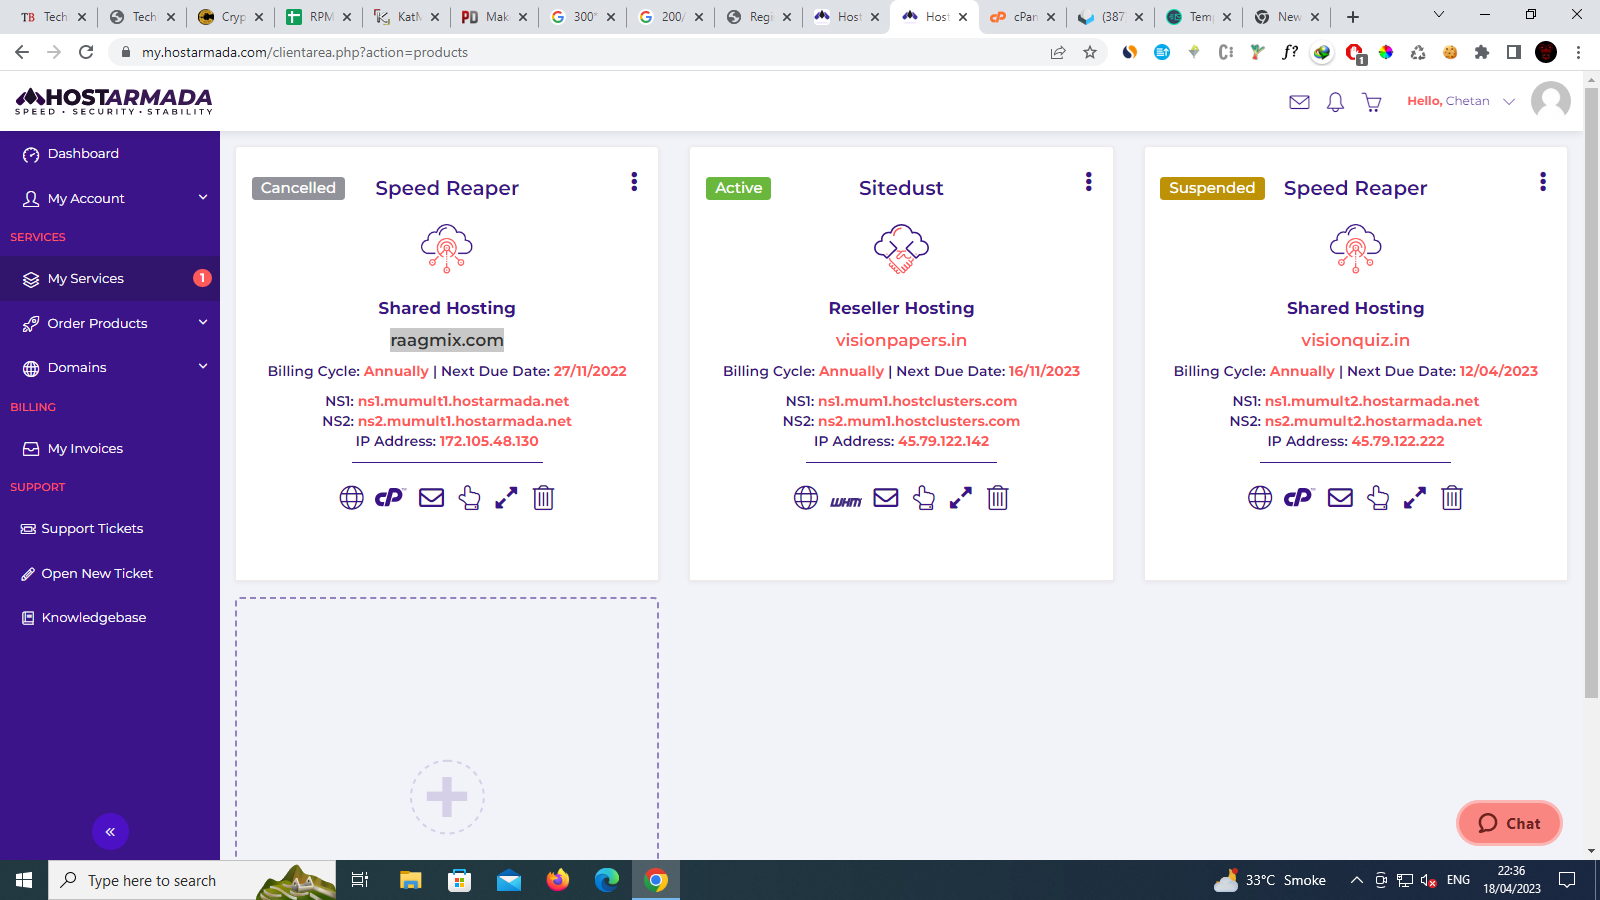 TB Tech
Tech
Cryp
RPM
KatM
PD Mak
300°
200/
Regi
Host
Host
cPan
(387
Tem
New
my.hostarmada.com/clientarea.php?action=products
f?
1
HOSTARMADA
SPEED · SECURITY · STABILITY
Hello, Chetan
Dashboard
My Account
SERVICES
My Services 1
Order Products
Domains
BILLING
My Invoices
SUPPORT
Support Tickets
Open New Ticket
Knowledgebase
«
Cancelled Speed Reaper
Shared Hosting
raagmix.com
Billing Cycle: Annually | Next Due Date: 27/11/2022
NS1: ns1.mumult1.hostarmada.net
NS2: ns2.mumult1.hostarmada.net
IP Address: 172.105.48.130
cP
Active Sitedust
Reseller Hosting
visionpapers.in
Billing Cycle: Annually | Next Due Date: 16/11/2023
NS1: ns1.mum1.hostclusters.com
NS2: ns2.mum1.hostclusters.com
IP Address: 45.79.122.142
WHM
Suspended Speed Reaper
Shared Hosting
visionquiz.in
Billing Cycle: Annually | Next Due Date: 12/04/2023
NS1: ns1.mumult2.hostarmada.net
NS2: ns2.mumult2.hostarmada.net
IP Address: 45.79.122.222
cP
Chat
Type here to search
33°C Smoke
ENG
22:36
18/04/2023